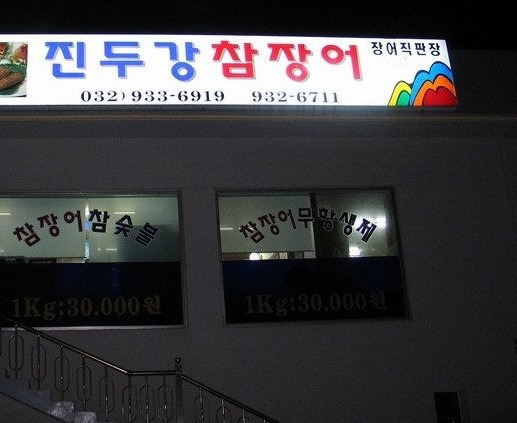 진두강참장어 장어직판장
032) 933-6919 932-6711
참장어참숯불
참장어무항생제
1Kg:30.000원
1Kg:30.000원